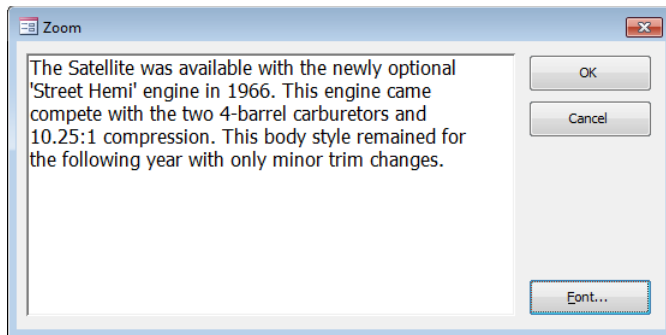 Zoom
The Satellite was available with the newly optional
'Street Hemi' engine in 1966. This engine came
compete with the two 4-barrel carburetors and
10.25:1 compression. This body style remained for
the following year with only minor trim changes.
OK
Cancel
Font...